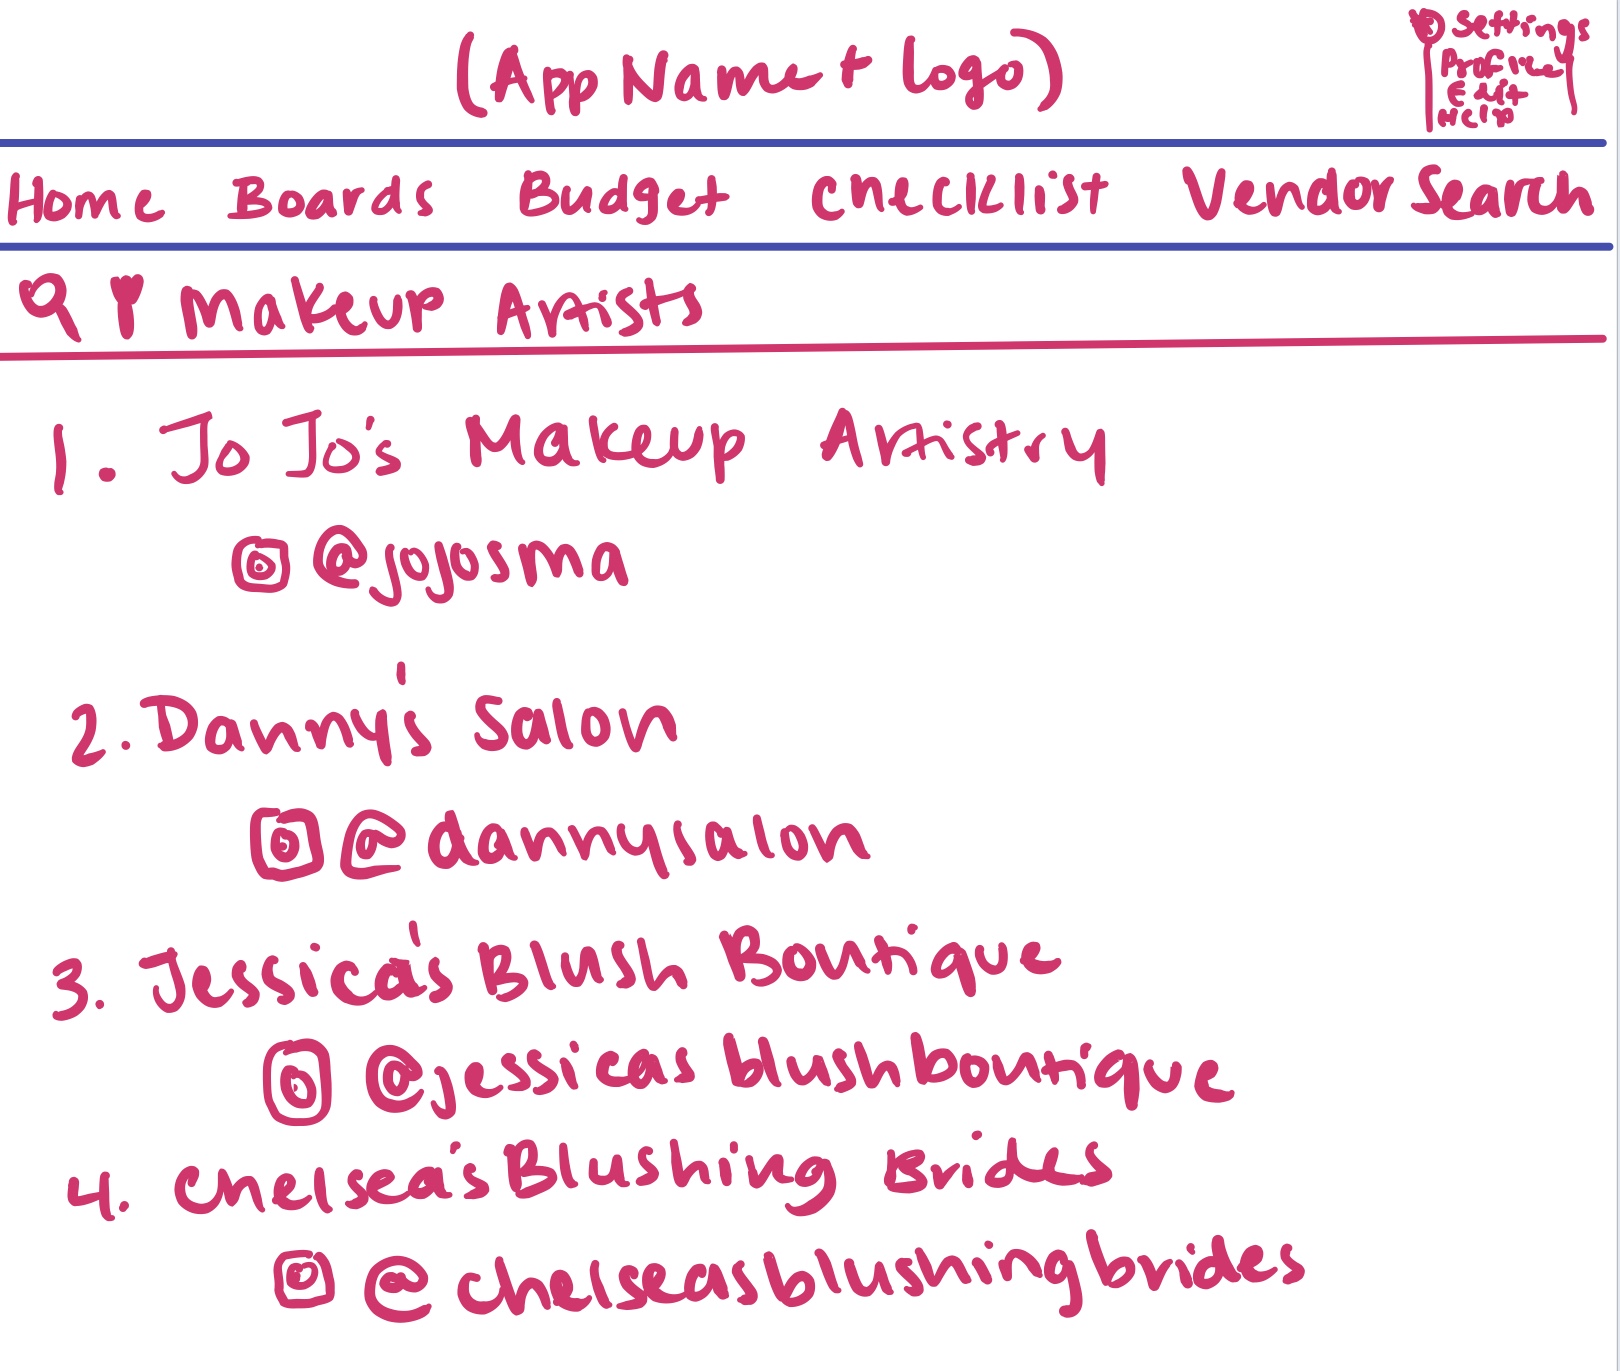 (App Name + Logo)
Settings
Profile
Edit
Help
Home Boards Budget Checklist Vendor Search
Makeup Artists
1. Jo Jo's Makeup Artistry
@jojosma
2. Danny's Salon
@dannysalon
3. Jessica's Blush Boutique
@jessicasblushboutique
4. Chelsea's Blushing Brides
@chelseasblushingbrides